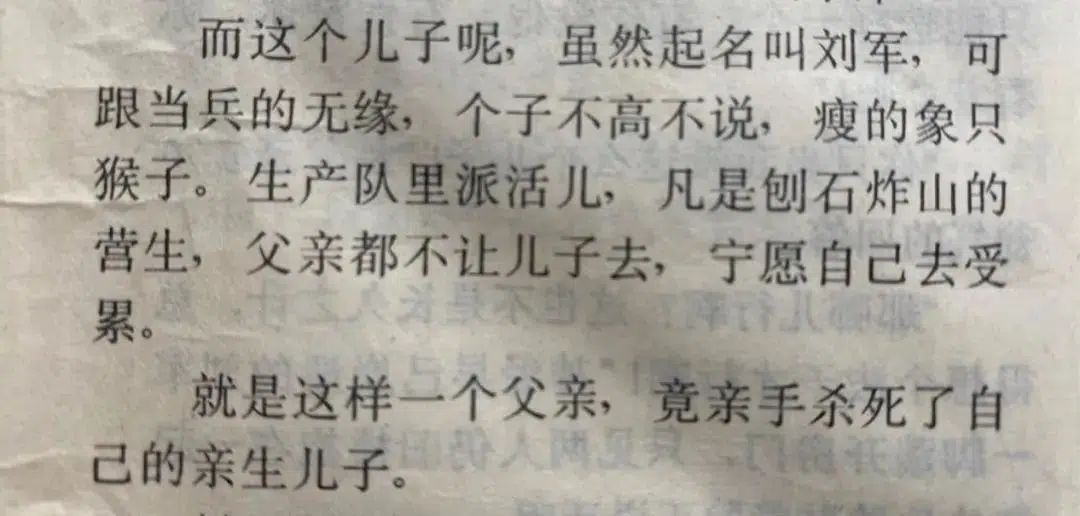 而这个儿子呢，虽然起名叫刘军，可
跟当兵的无缘，个子不高不说，瘦的象只
猴子。生产队里派活儿，凡是刨石炸山的
营生，父亲都不让儿子去，宁愿自己去受
累。
就是这样一个父亲，竟亲手杀死了自
己的亲生儿子。